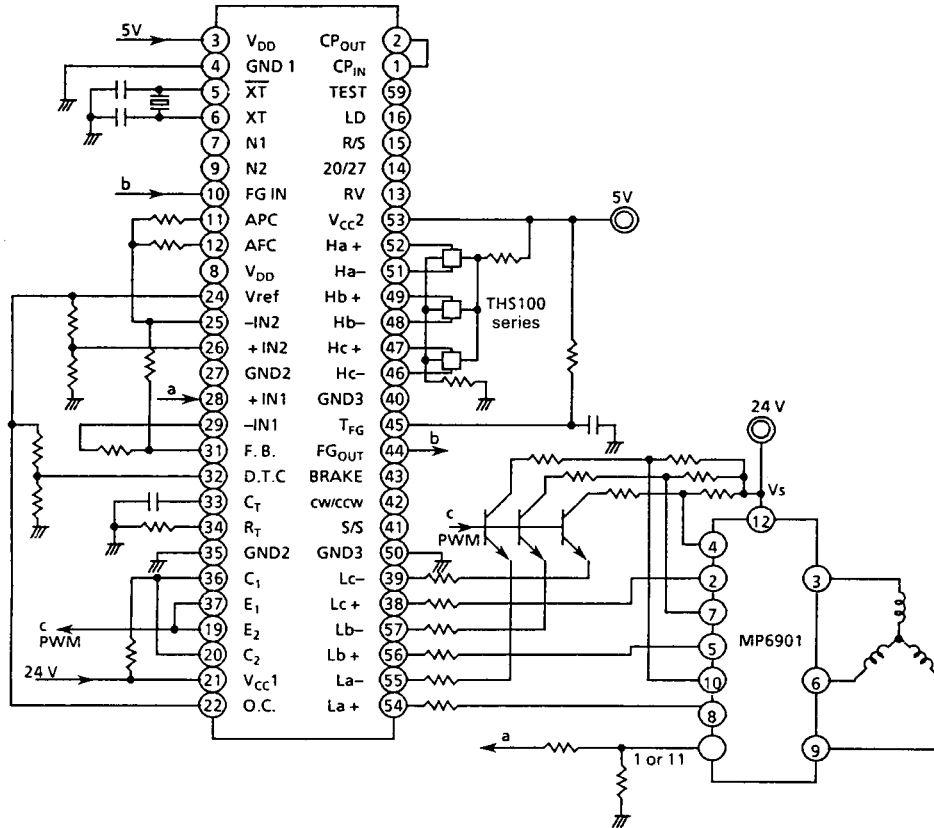 5V 3 VDD CPOUT 2
4 GND 1 CPIN 1
5 XT TEST 59
6 XT LD 16
7 N1 R/S 15
9 N2 20/27 14
b 10 FG IN RV 13
11 APC VCC2 53 5V
12 AFC Ha + 52
8 VDD Ha− 51
24 Vref Hb + 49 THS100
25 −IN2 Hb− 48 series
26 + IN2 Hc + 47
27 GND2 Hc− 46
a 28 + IN1 GND3 40
29 −IN1 TFG 45 24 V
31 F. B. FGOUT 44 b
32 D.T.C BRAKE 43
33 CT CW/CCW 42 Vs
34 RT S/S 41 c PWM 12
35 GND2 GND3 50 4
36 C1 Lc− 39 2 3
37 E1 Lc + 38 7
c PWM 19 E2 Lb− 57 MP6901
20 C2 Lb + 56 5
24 V 21 VCC1 La− 55 10 6
22 O.C. La + 54 8
a 1 or 11 9